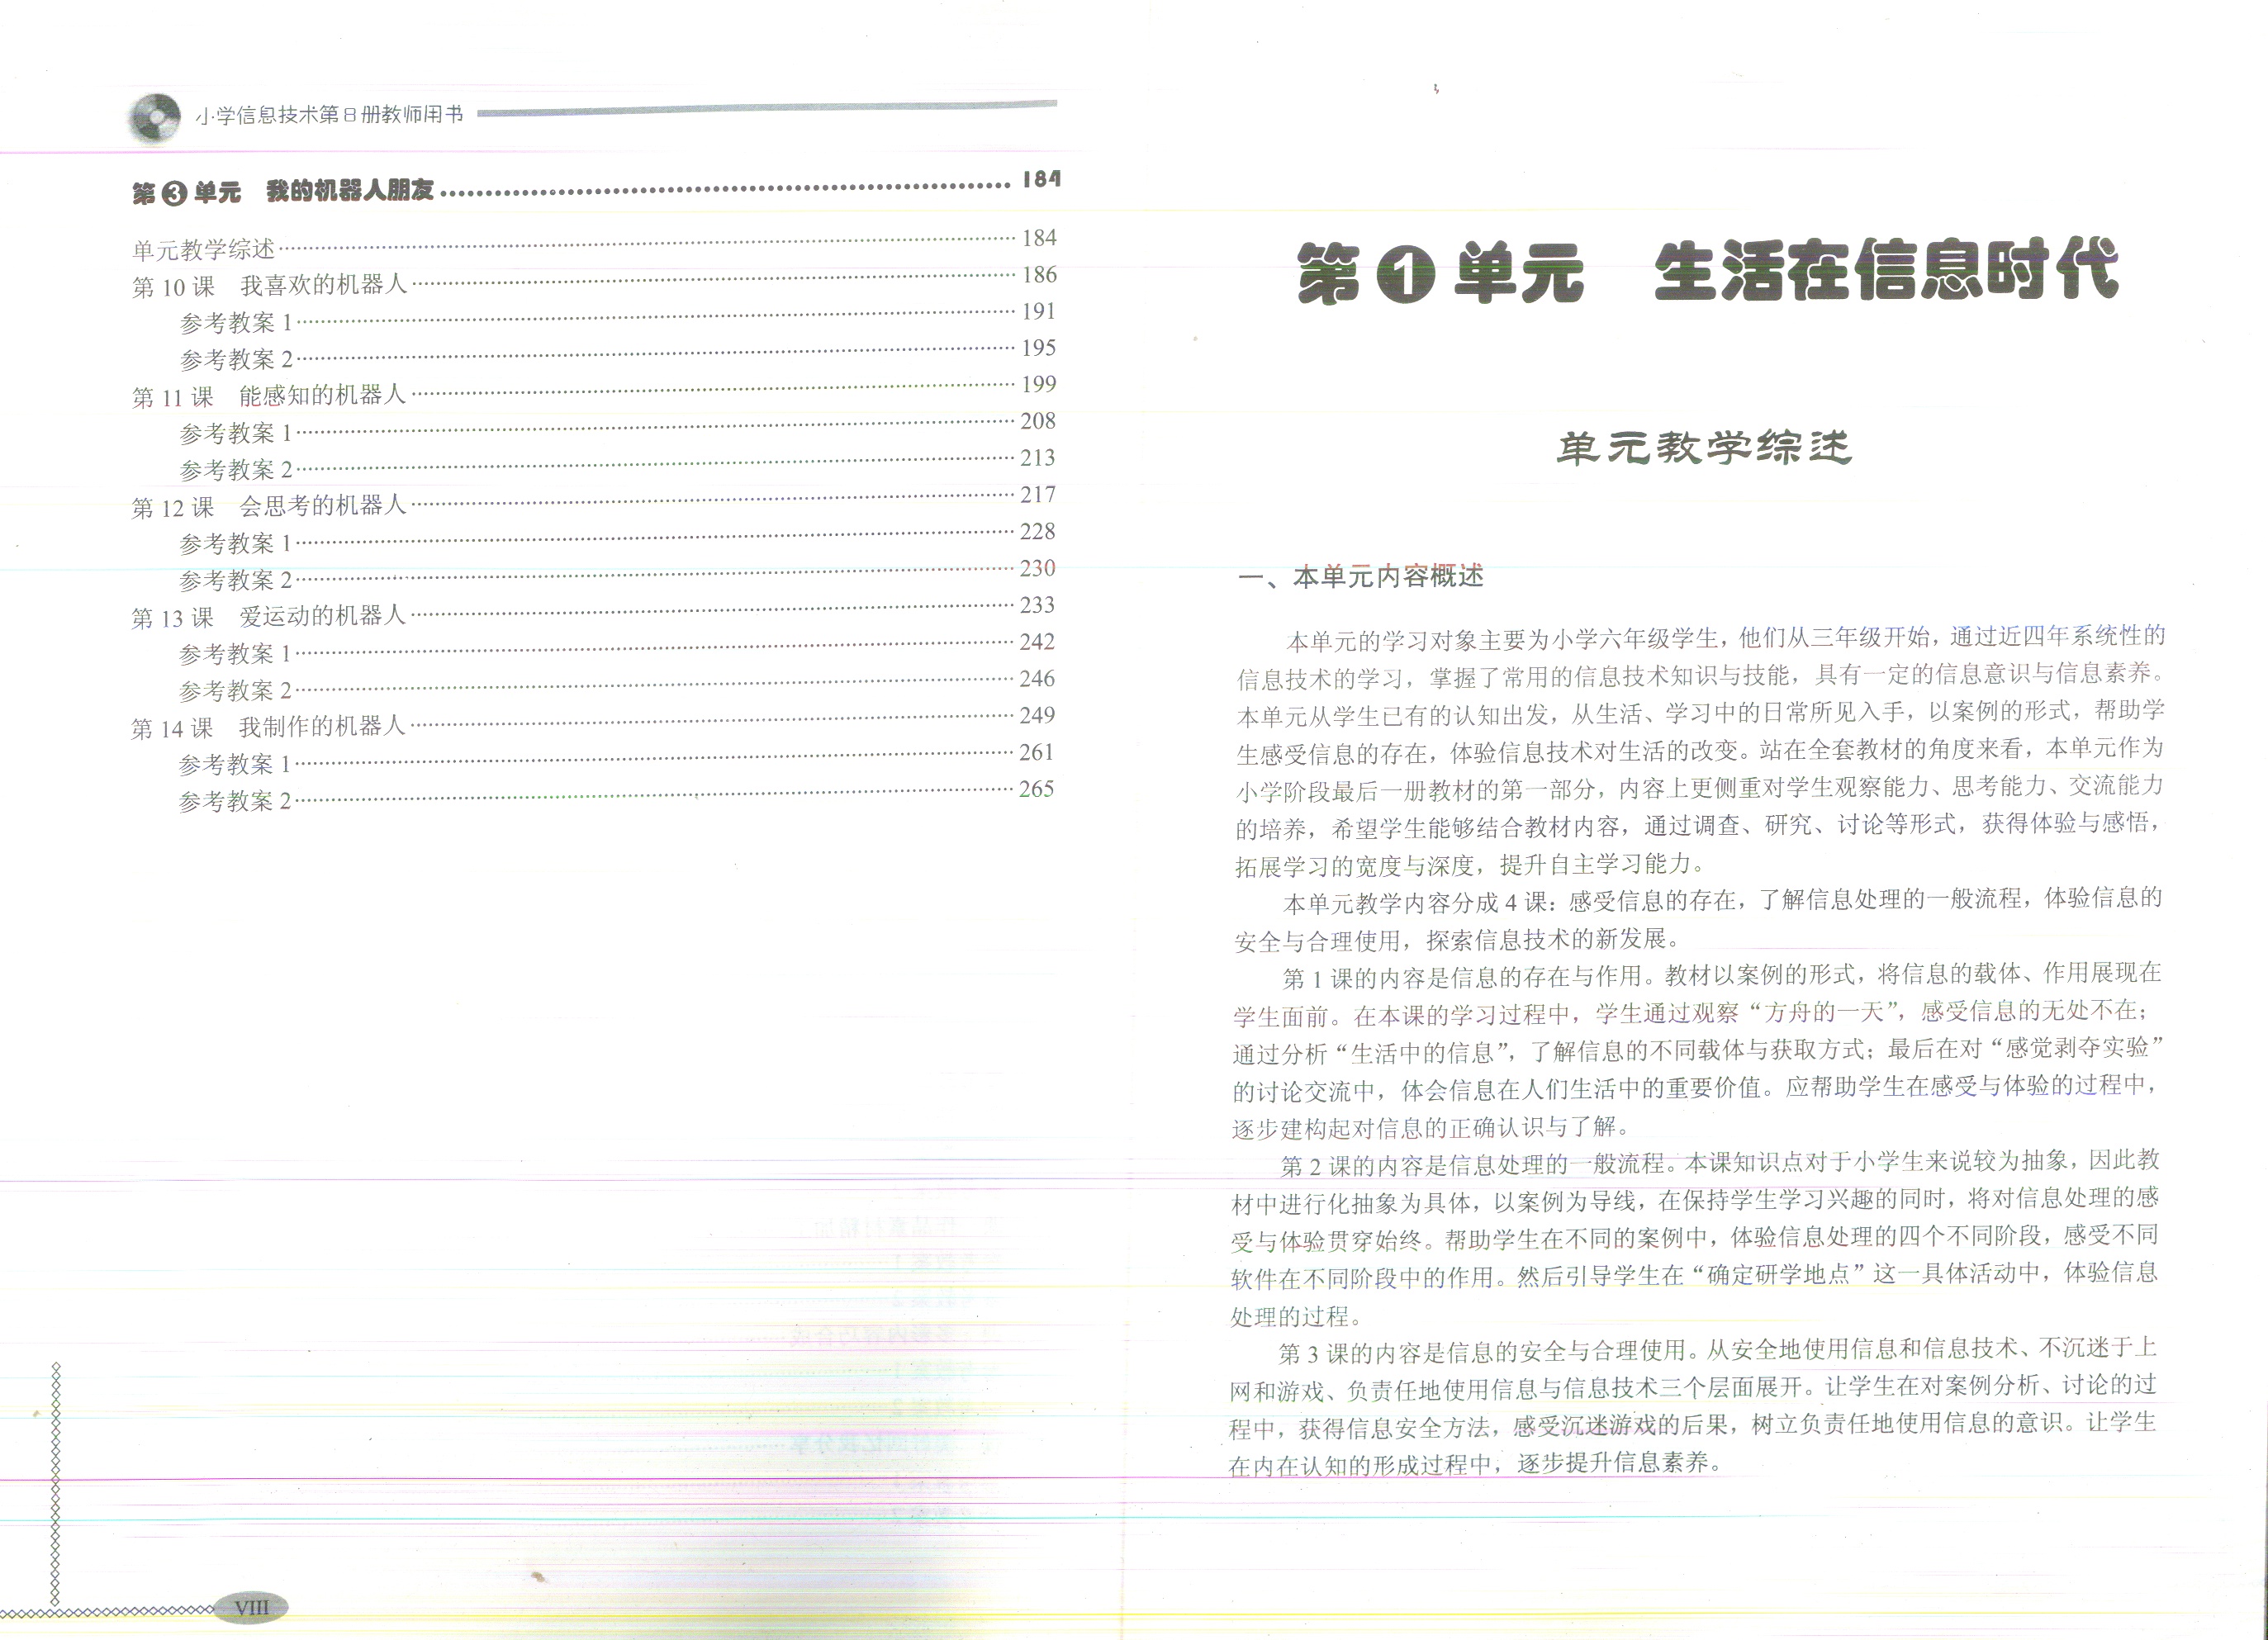 小学信息技术第8册教师用书
第3单元 我的机器人朋友……184
单元教学综述……184
第 10 课 我喜欢的机器人……186
参考教案 1……191
参考教案 2……195
第 11 课 能感知的机器人……199
参考教案 1……208
参考教案 2……213
第 12 课 会思考的机器人……217
参考教案 1……228
参考教案 2……230
第 13 课 爱运动的机器人……233
参考教案 1……242
参考教案 2……246
第 14 课 我制作的机器人……249
参考教案 1……261
参考教案 2……265
VIII
第1单元 生活在信息时代
单元教学综述
一、本单元内容概述
本单元的学习对象主要为小学六年级学生，他们从三年级开始，通过近四年系统性的
信息技术的学习，掌握了常用的信息技术知识与技能，具有一定的信息意识与信息素养。
本单元从学生已有的认知出发，从生活、学习中的日常所见入手，以案例的形式，帮助学
生感受信息的存在，体验信息技术对生活的改变。站在全套教材的角度来看，本单元作为
小学阶段最后一册教材的第一部分，内容上更侧重对学生观察能力、思考能力、交流能力
的培养，希望学生能够结合教材内容，通过调查、研究、讨论等形式，获得体验与感悟，
拓展学习的宽度与深度，提升自主学习能力。
本单元教学内容分成 4 课：感受信息的存在，了解信息处理的一般流程，体验信息的
安全与合理使用，探索信息技术的新发展。
第 1 课的内容是信息的存在与作用。教材以案例的形式，将信息的载体、作用展现在
学生面前。在本课的学习过程中，学生通过观察“方舟的一天”，感受信息的无处不在；
通过分析“生活中的信息”，了解信息的不同载体与获取方式；最后在对“感觉剥夺实验”
的讨论交流中，体会信息在人们生活中的重要价值。应帮助学生在感受与体验的过程中，
逐步建构起对信息的正确认识与了解。
第 2 课的内容是信息处理的一般流程。本课知识点对于小学生来说较为抽象，因此教
材中进行化抽象为具体，以案例为导线，在保持学生学习兴趣的同时，将对信息处理的感
受与体验贯穿始终。帮助学生在不同的案例中，体验信息处理的四个不同阶段，感受不同
软件在不同阶段中的作用。然后引导学生在“确定研学地点”这一具体活动中，体验信息
处理的过程。
第 3 课的内容是信息的安全与合理使用。从安全地使用信息和信息技术、不沉迷于上
网和游戏、负责任地使用信息与信息技术三个层面展开。让学生在对案例分析、讨论的过
程中，获得信息安全方法，感受沉迷游戏的后果，树立负责任地使用信息的意识。让学生
在内在认知的形成过程中，逐步提升信息素养。